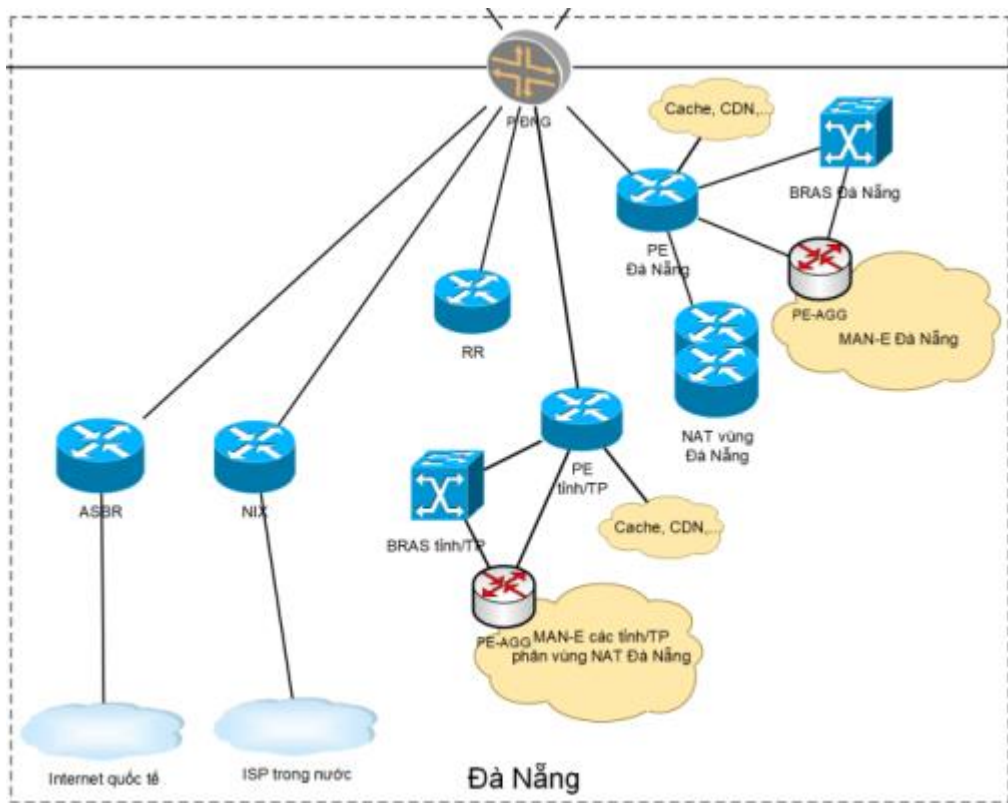 P-ĐNG
Cache, CDN,...
BRAS Đà Nẵng
PE
Đà Nẵng
PE-AGG
MAN-E Đà Nẵng
RR
NAT vùng
Đà Nẵng
ASBR
NIX
PE
tỉnh/TP
Cache, CDN,...
BRAS tỉnh/TP
PE-AGG
MAN-E các tỉnh/TP
phân vùng NAT Đà Nẵng
Internet quốc tế
ISP trong nước
Đà Nẵng